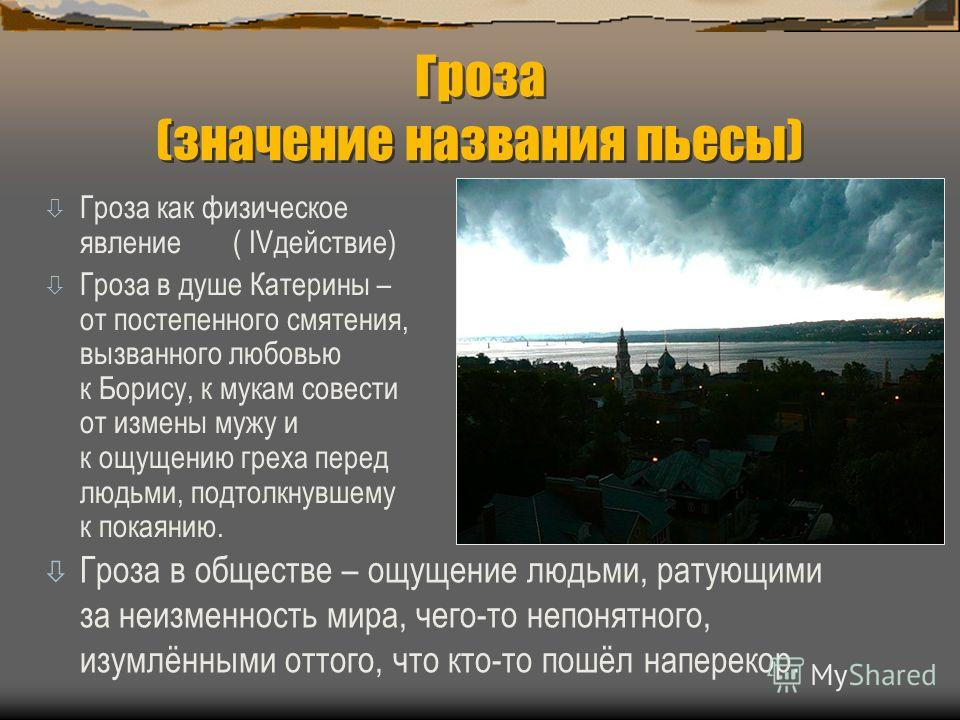 Гроза
(значение названия пьесы)
Гроза как физическое
явление ( IVдействие)
Гроза в душе Катерины –
от постепенного смятения,
вызванного любовью
к Борису, к мукам совести
от измены мужу и
к ощущению греха перед
людьми, подтолкнувшему
к покаянию.
Гроза в обществе – ощущение людьми, ратующими
за неизменность мира, чего-то непонятного,
изумлёнными оттого, что кто-то пошёл наперекор.
MyShared